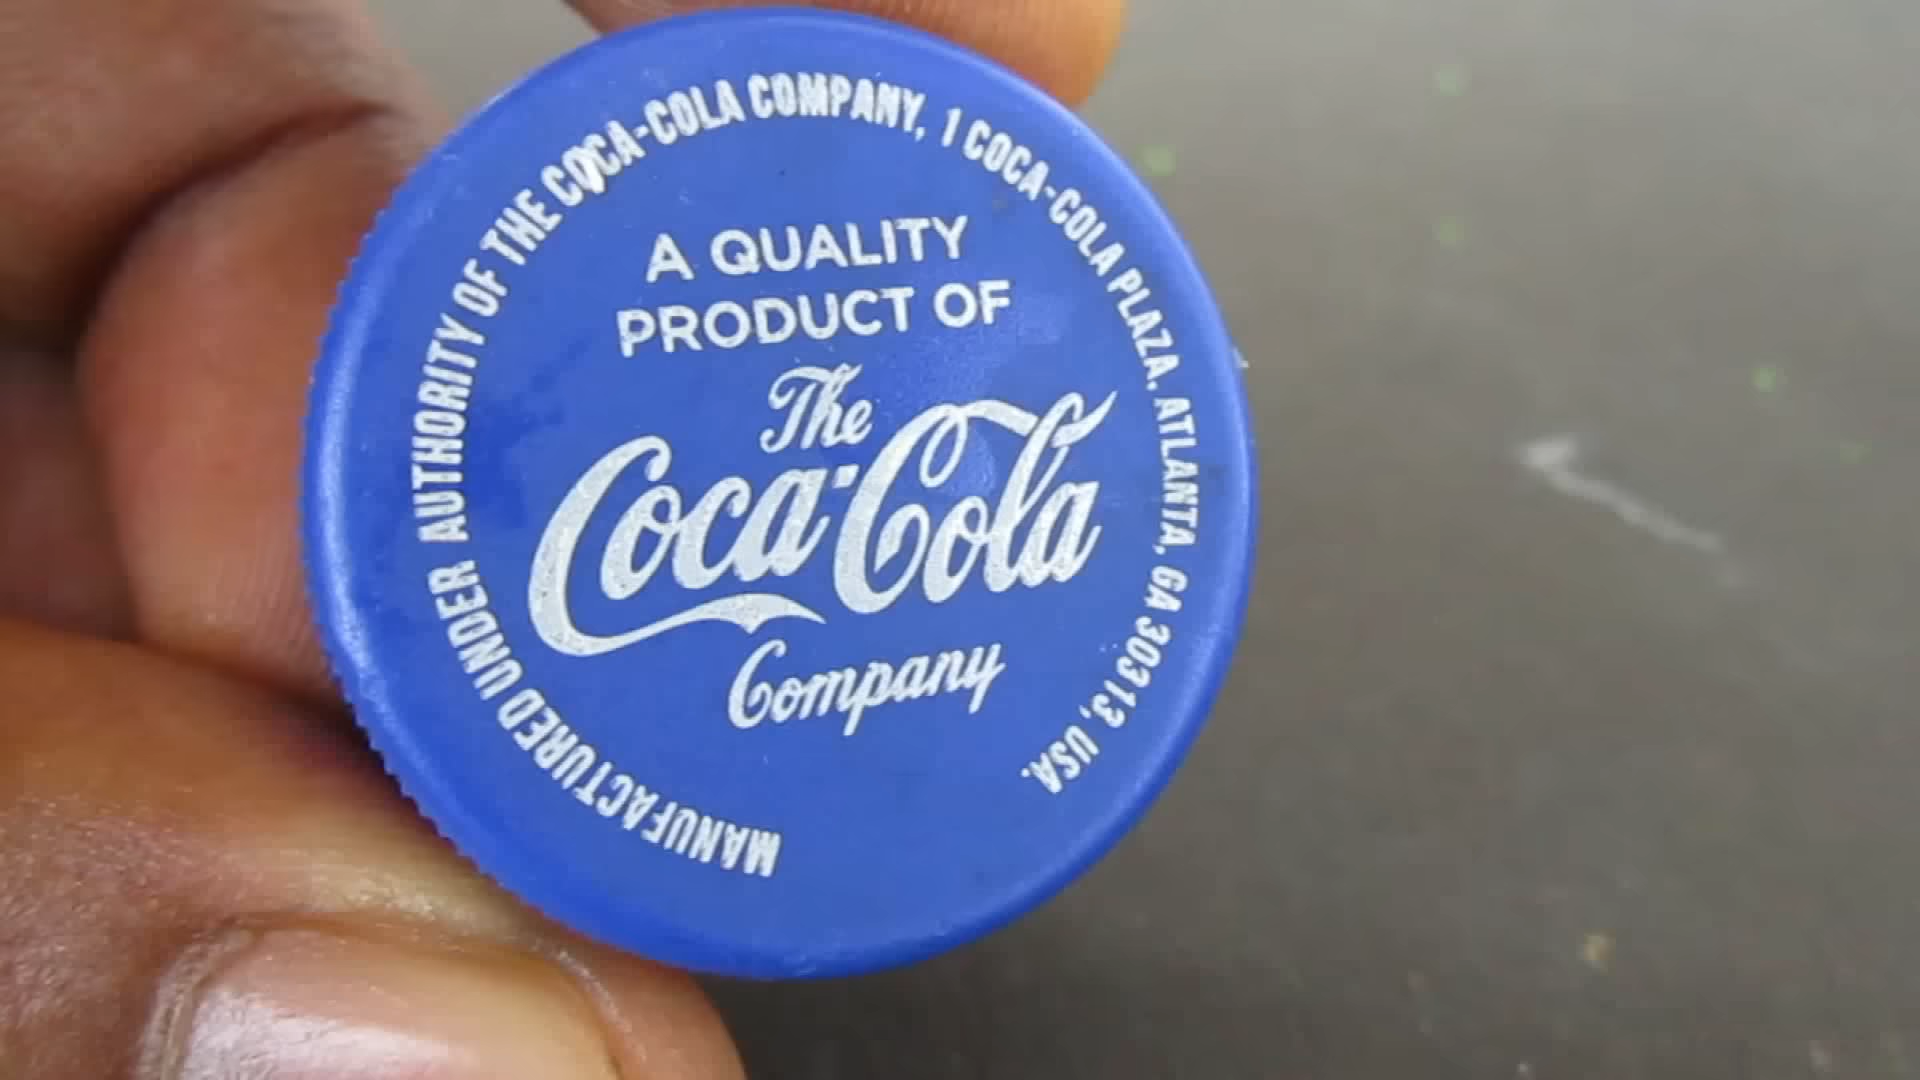 MANUFACTURED UNDER AUTHORITY OF THE COCA-COLA COMPANY, 1 COCA-COLA PLAZA, ATLANTA, GA 30313, USA.
A QUALITY
PRODUCT OF
The
Coca-Cola
Company